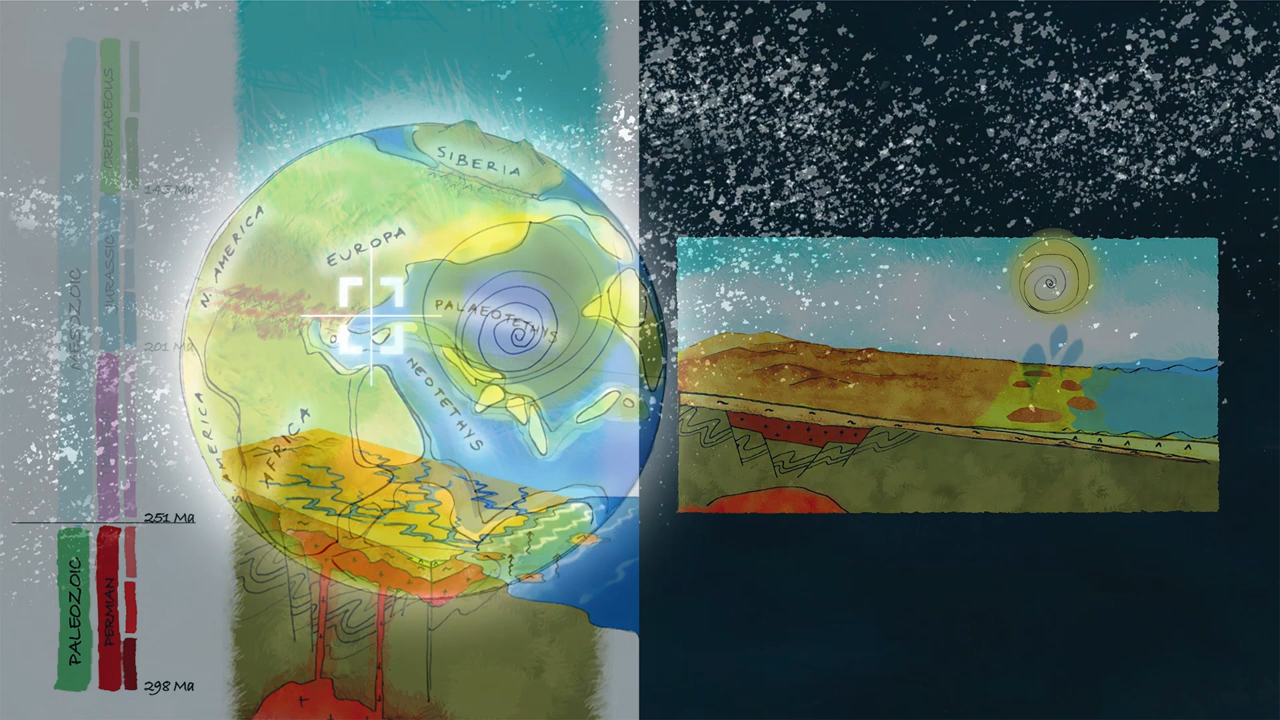 CRETACEOUS
143 Ma
MESOZOIC
JURASSIC
201 Ma
251 Ma
PALEOZOIC
PERMIAN
298 Ma
SIBERIA
N. AMERICA
EUROPA
PALAEOTETHYS
NEOTETHYS
S. AMERICA
AFRICA